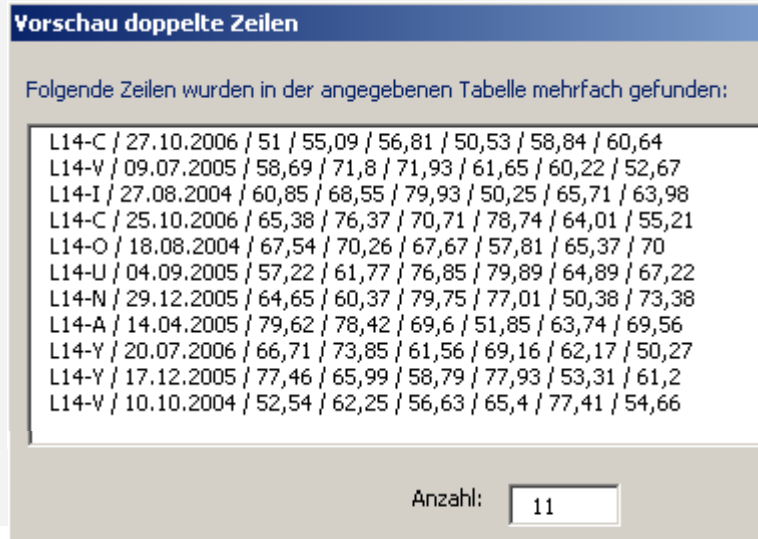 Vorschau doppelte Zeilen
Folgende Zeilen wurden in der angegebenen Tabelle mehrfach gefunden:
L14-C / 27.10.2006 / 51 / 55,09 / 56,81 / 50,53 / 58,84 / 60,64
L14-V / 09.07.2005 / 58,69 / 71,8 / 71,93 / 61,65 / 60,22 / 52,67
L14-I / 27.08.2004 / 60,85 / 68,55 / 79,93 / 50,25 / 65,71 / 63,98
L14-C / 25.10.2006 / 65,38 / 76,37 / 70,71 / 78,74 / 64,01 / 55,21
L14-O / 18.08.2004 / 67,54 / 70,26 / 67,67 / 57,81 / 65,37 / 70
L14-U / 04.09.2005 / 57,22 / 61,77 / 76,85 / 79,89 / 64,89 / 67,22
L14-N / 29.12.2005 / 64,65 / 60,37 / 79,75 / 77,01 / 50,38 / 73,38
L14-A / 14.04.2005 / 79,62 / 78,42 / 69,6 / 51,85 / 63,74 / 69,56
L14-Y / 20.07.2006 / 66,71 / 73,85 / 61,56 / 69,16 / 62,17 / 50,27
L14-Y / 17.12.2005 / 77,46 / 65,99 / 58,79 / 77,93 / 53,31 / 61,2
L14-V / 10.10.2004 / 52,54 / 62,25 / 56,63 / 65,4 / 77,41 / 54,66
Anzahl: 11